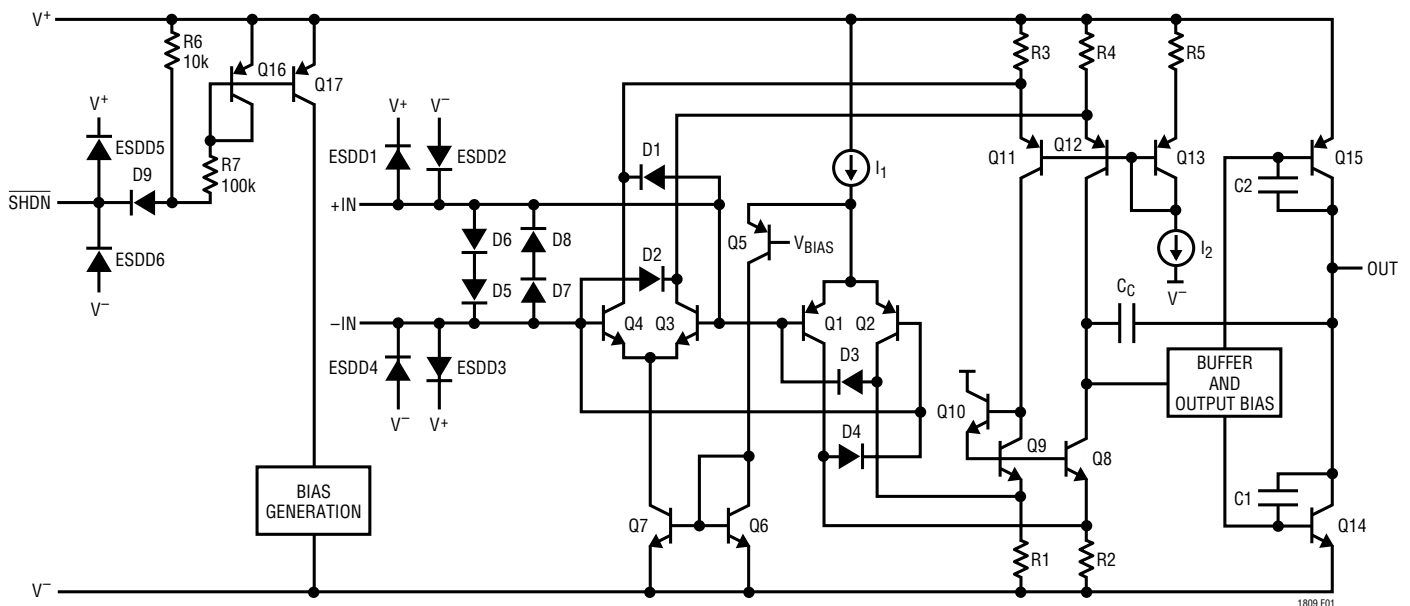 V+
R6
10k
Q16
Q17
R3
R4
R5
V+
ESDD5
D9
R7
100k
SHDN
ESDD6
V−
V+
V−
ESDD1
ESDD2
D1
+IN
D6
D8
D5
D7
D2
−IN
ESDD4
ESDD3
V−
V+
Q4
Q3
Q5
VBIAS
I1
Q1
Q2
D3
D4
Q11
Q12
Q13
I2
V−
CC
Q10
Q9
Q8
BUFFER
AND
OUTPUT BIAS
C2
Q15
OUT
C1
Q14
BIAS
GENERATION
Q7
Q6
R1
R2
V−
1809 F01